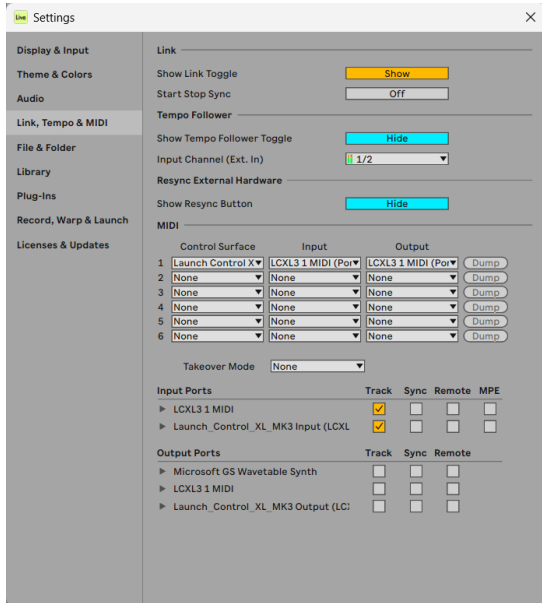 Live Settings
Display & Input
Theme & Colors
Audio
Link, Tempo & MIDI
File & Folder
Library
Plug-Ins
Record, Warp & Launch
Licenses & Updates
Link
Show Link Toggle Show
Start Stop Sync Off
Tempo Follower
Show Tempo Follower Toggle Hide
Input Channel (Ext. In) 1/2
Resync External Hardware
Show Resync Button Hide
MIDI
Control Surface Input Output
1 Launch Control X LCXL3 1 MIDI (Por LCXL3 1 MIDI (Por Dump
2 None None None Dump
3 None None None Dump
4 None None None Dump
5 None None None Dump
6 None None None Dump
Takeover Mode None
Input Ports Track Sync Remote MPE
LCXL3 1 MIDI
Launch_Control_XL_MK3 Input (LCXL
Output Ports Track Sync Remote
Microsoft GS Wavetable Synth
LCXL3 1 MIDI
Launch_Control_XL_MK3 Output (LC